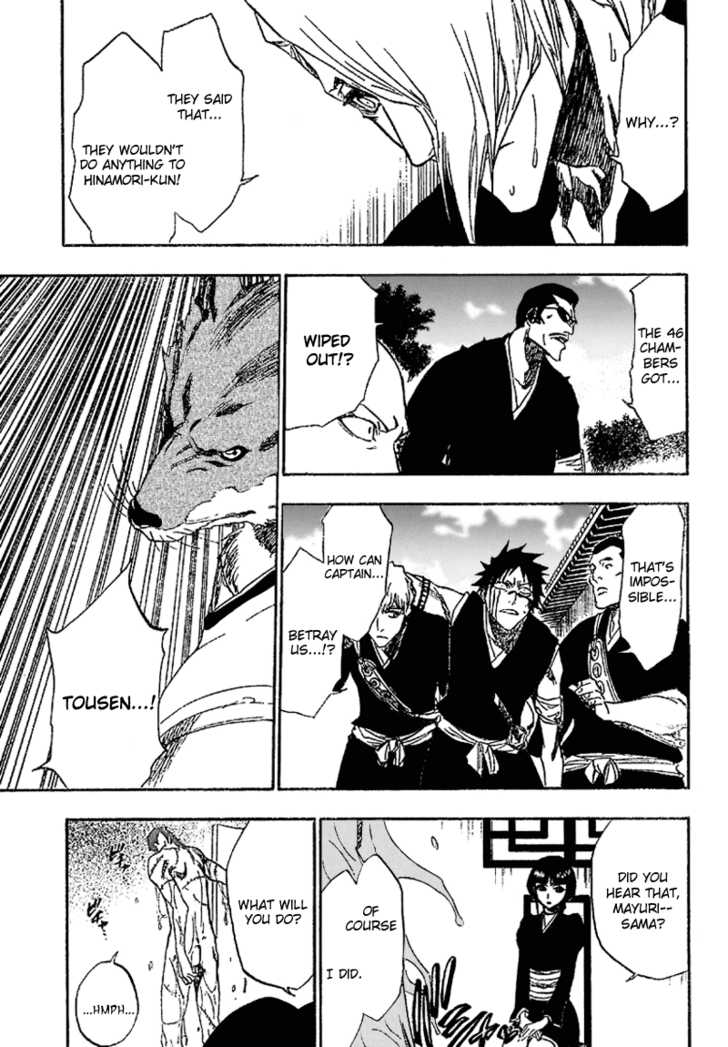 WHY...?
THEY SAID
THAT...
THEY WOULDN'T
DO ANYTHING TO
HINAMORI-KUN!
THE 46
CHAM-
BERS
GOT...
WIPED
OUT!?
THAT'S
IMPOS-
SIBLE...
HOW CAN
CAPTAIN...
BETRAY
US...!?
TOUSEN...!
DID YOU
HEAR THAT,
MAYURI--
SAMA?
OF
COURSE
I DID.
WHAT WILL
YOU DO?
...HMPH...